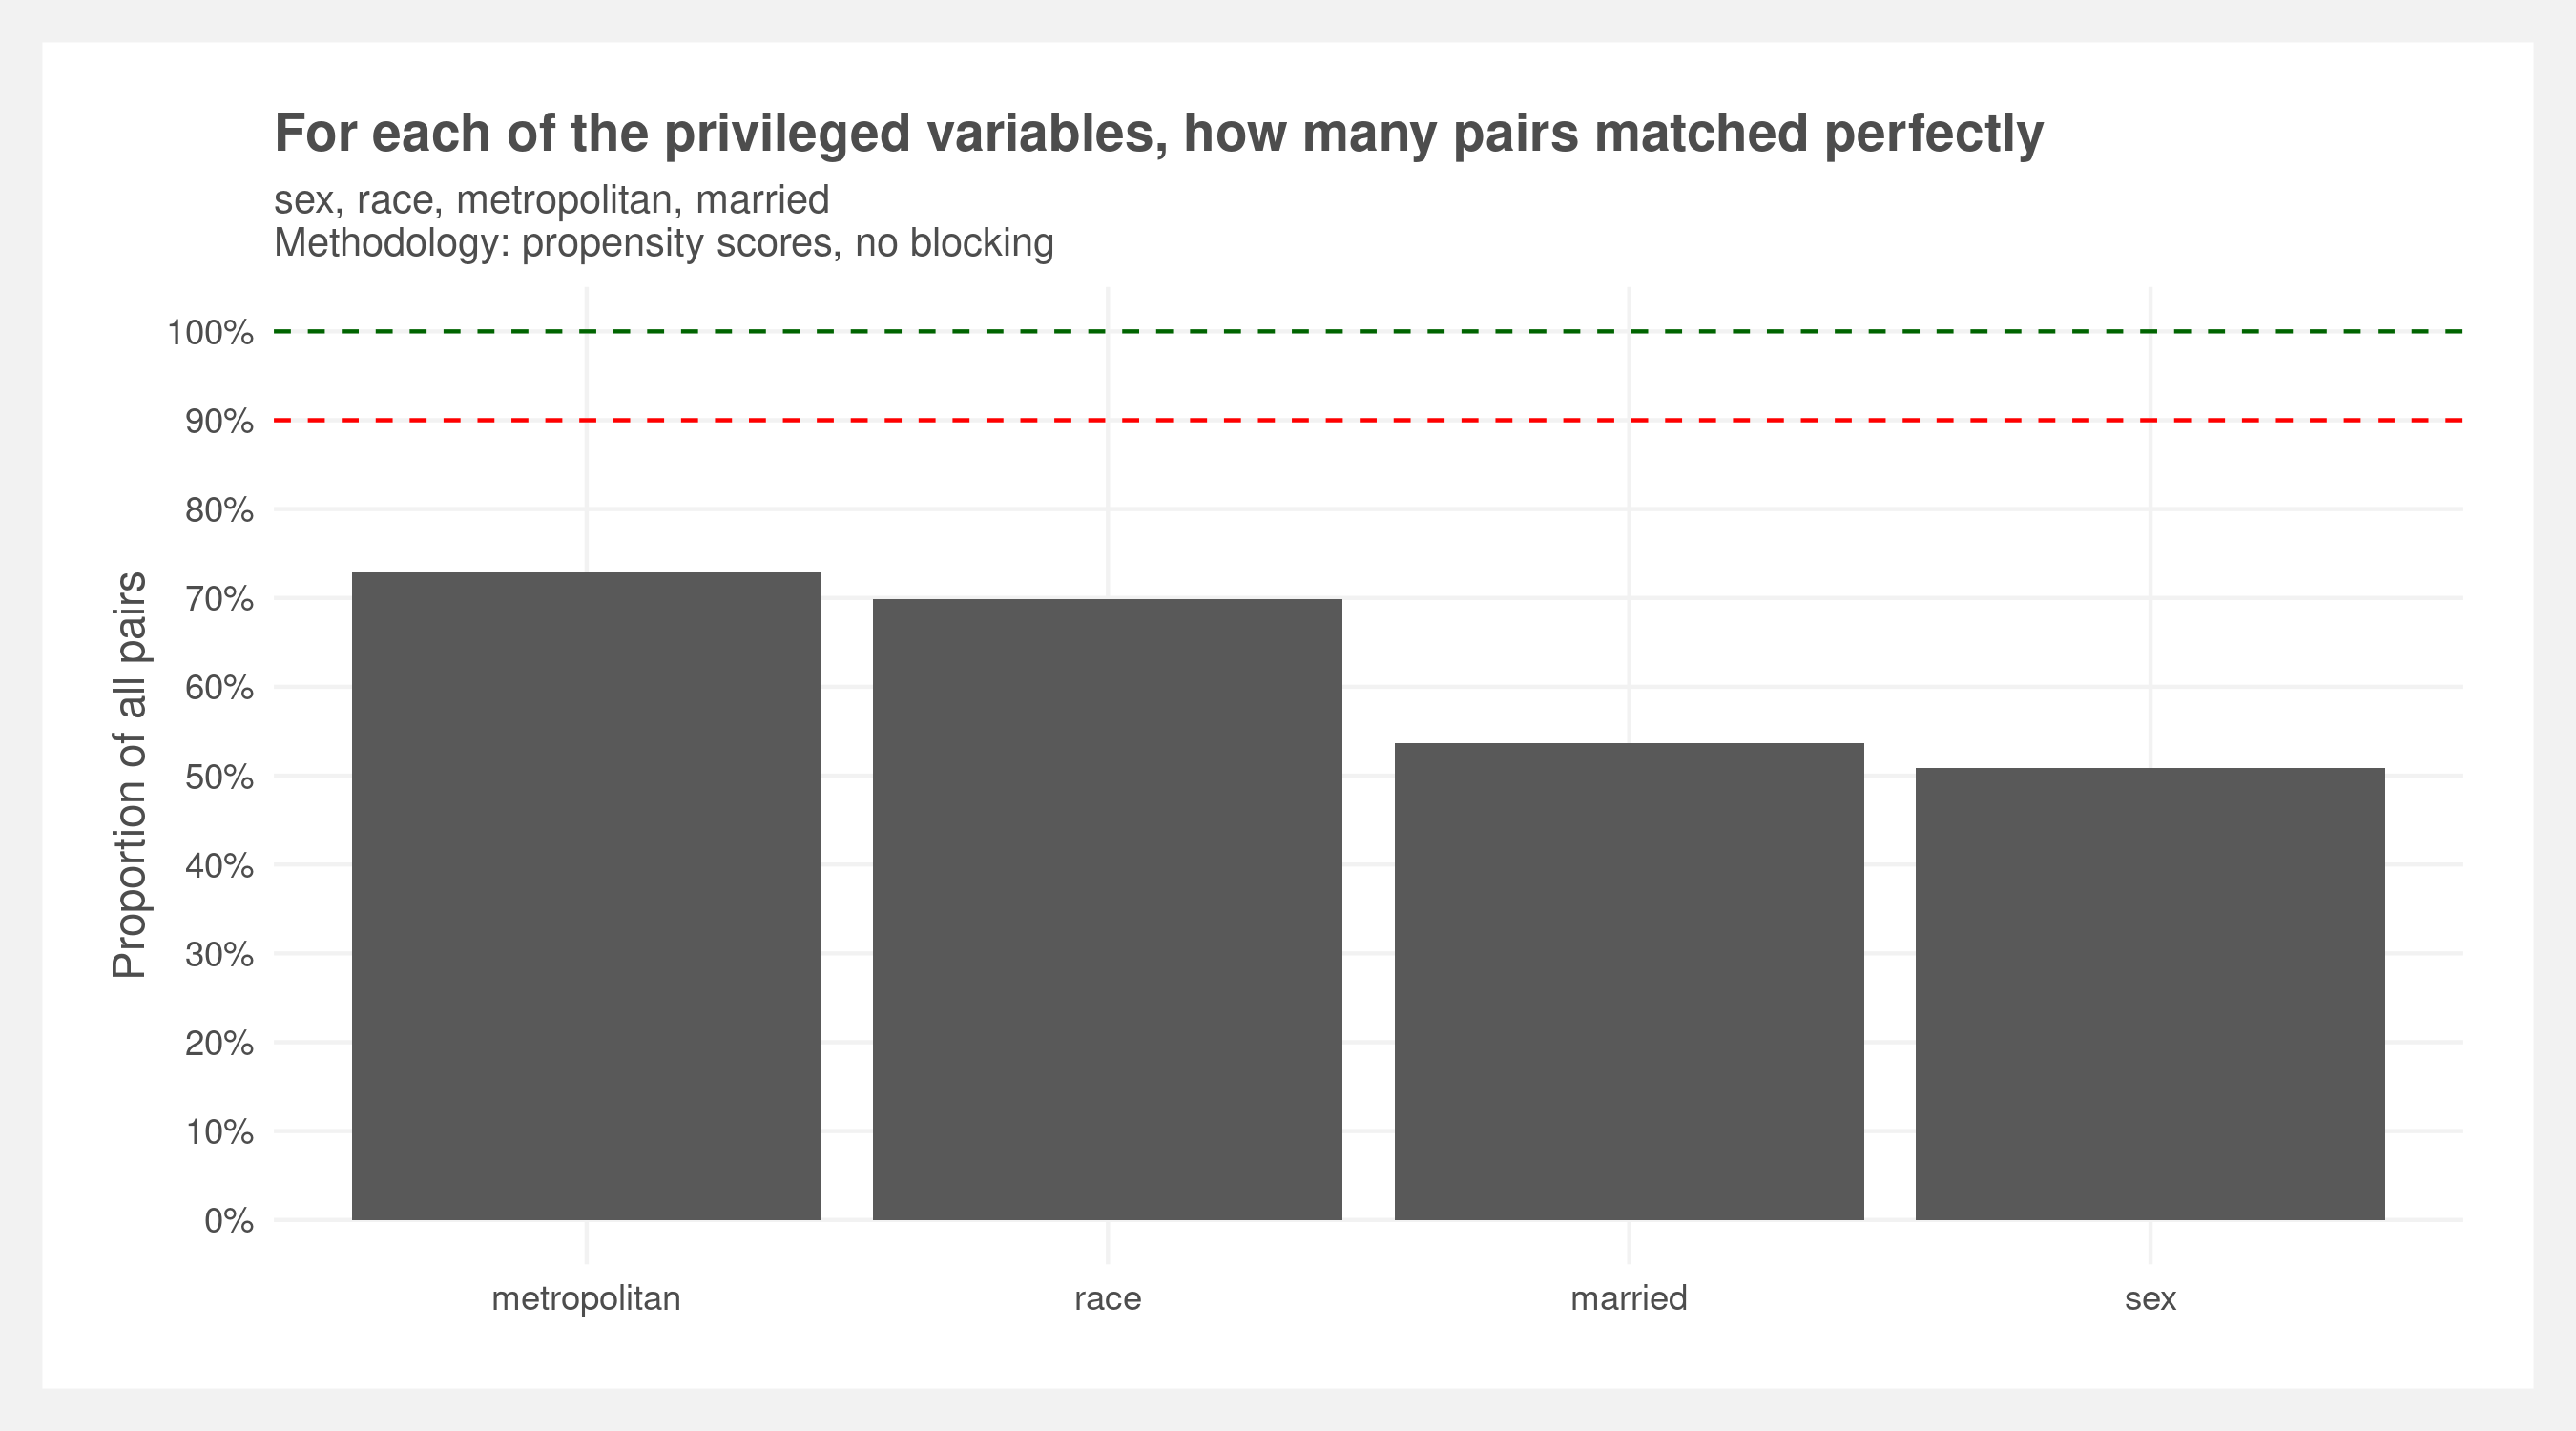 For each of the privileged variables, how many pairs matched perfectly
sex, race, metropolitan, married
Methodology: propensity scores, no blocking
Proportion of all pairs
100%
90%
80%
70%
60%
50%
40%
30%
20%
10%
0%
metropolitan race married sex